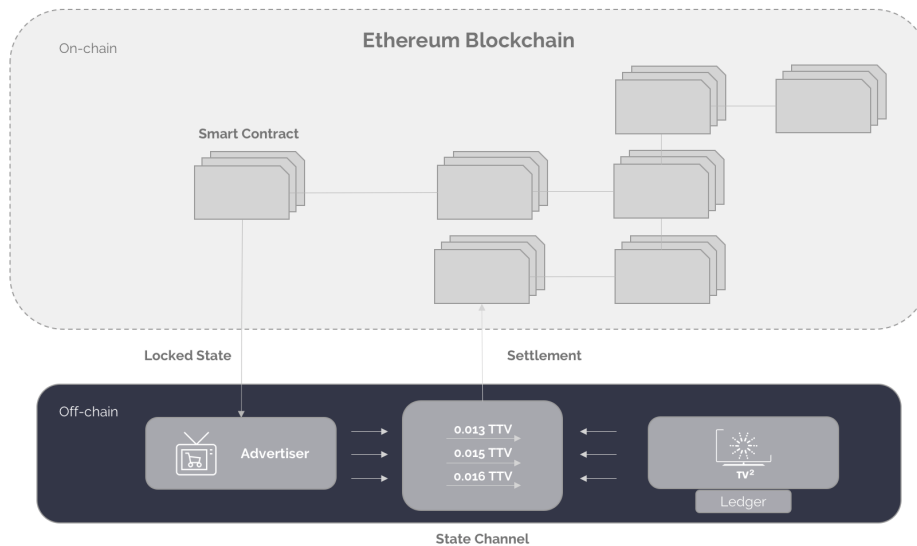 Ethereum Blockchain
On-chain
Smart Contract
Locked State
Settlement
Off-chain
Advertiser
0.013 TTV
0.015 TTV
0.016 TTV
TV²
Ledger
State Channel